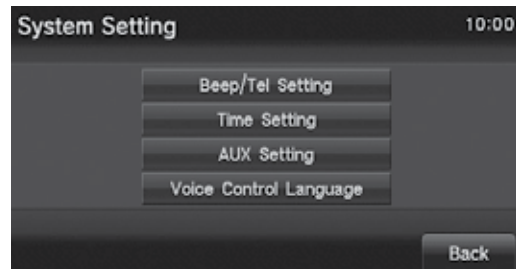 System Setting 10:00
Beep/Tel Setting
Time Setting
AUX Setting
Voice Control Language
Back